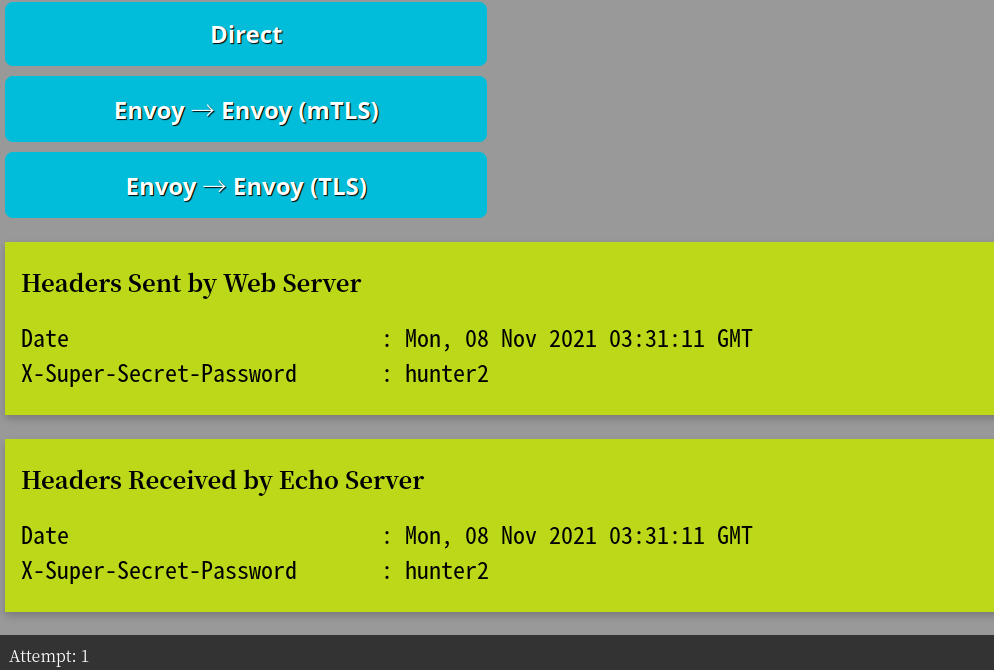 Direct
Envoy → Envoy (mTLS)
Envoy → Envoy (TLS)
Headers Sent by Web Server
Date : Mon, 08 Nov 2021 03:31:11 GMT
X-Super-Secret-Password : hunter2
Headers Received by Echo Server
Date : Mon, 08 Nov 2021 03:31:11 GMT
X-Super-Secret-Password : hunter2
Attempt: 1